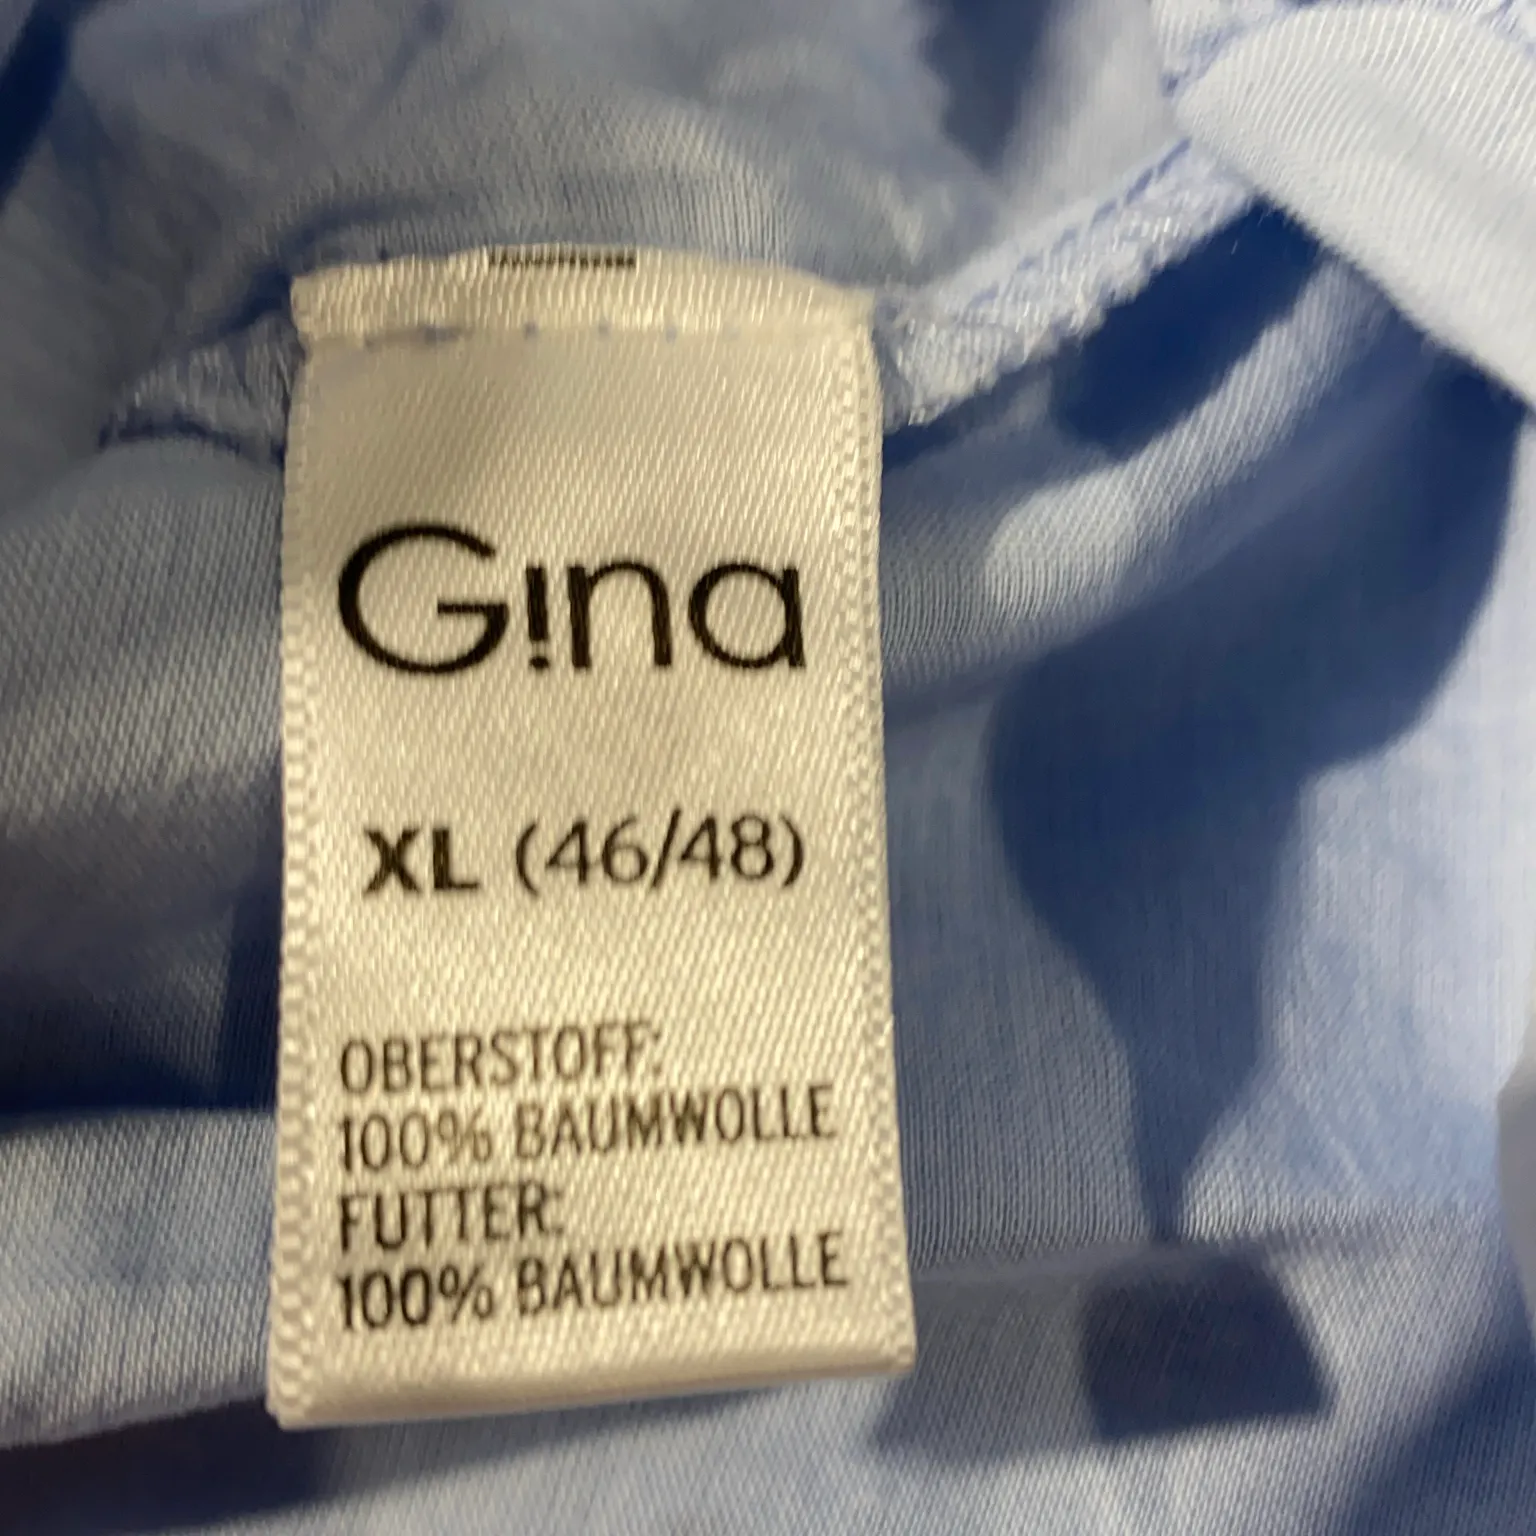 G!na
XL (46/48)
OBERSTOFF:
100% BAUMWOLLE
FUTTER:
100% BAUMWOLLE